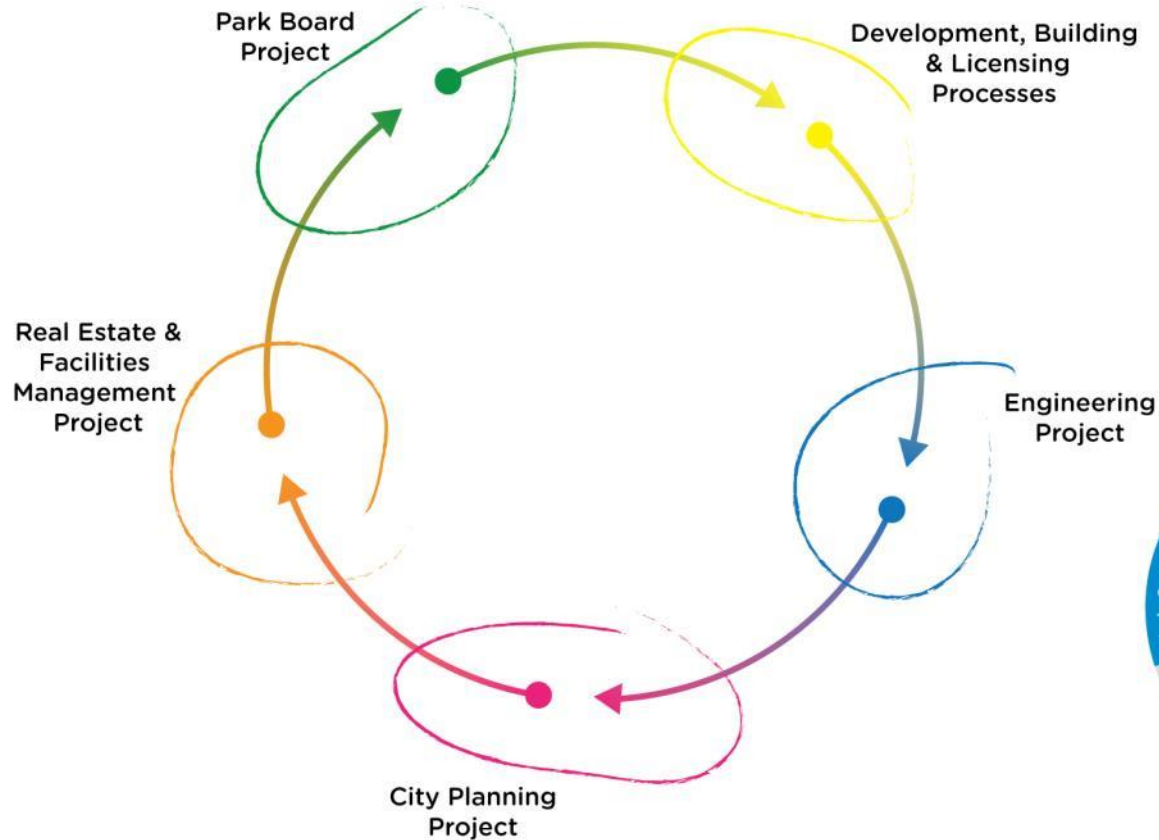 Park Board
Project
Development, Building
& Licensing
Processes
Real Estate &
Facilities
Management
Project
Engineering
Project
City Planning
Project